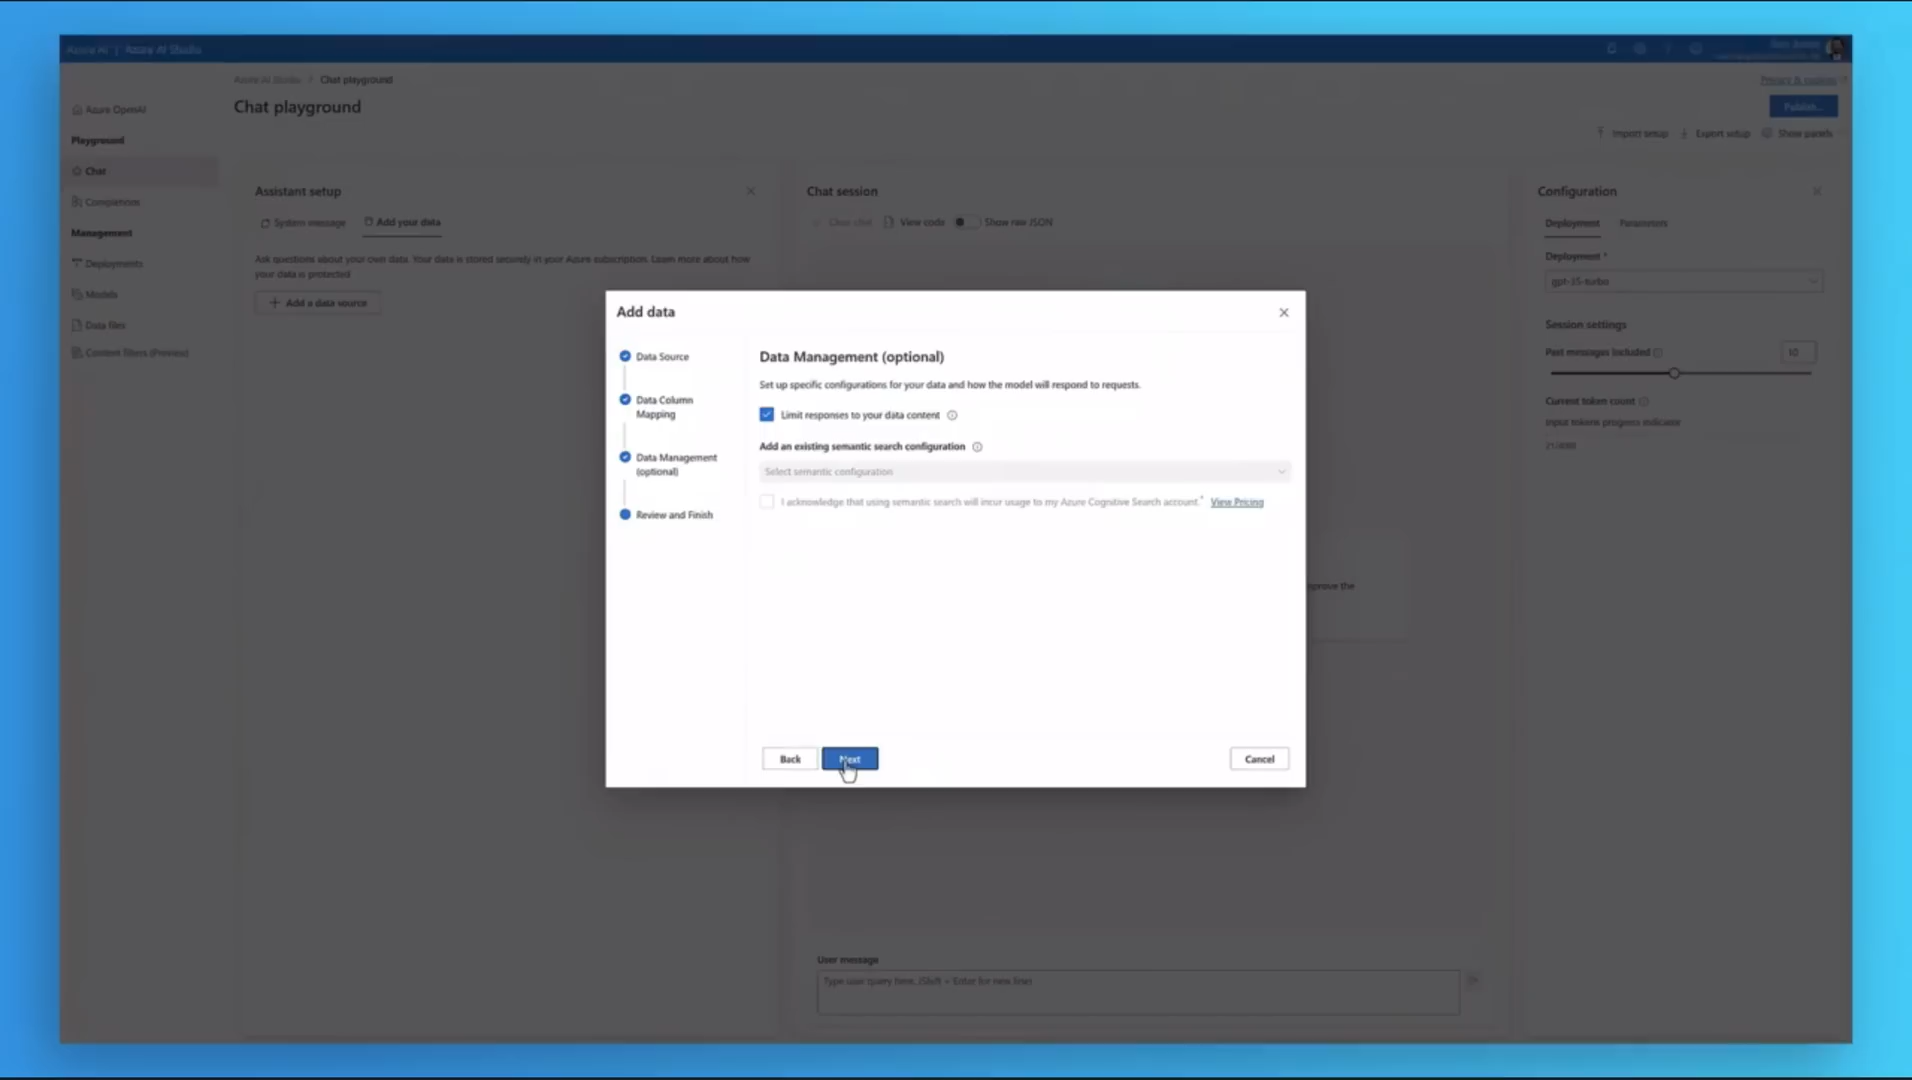 Azure AI | Azure AI Studio
Azure AI Studio > Chat playground
Privacy & cookies
Chat playground
Publish...
Import setup
Export setup
Show panels
Azure OpenAI
Playground
Chat
Completions
Management
Deployments
Models
Data files
Content filters (Preview)
Assistant setup
System message
Add your data
Ask questions about your own data. Your data is stored securely in your Azure subscription. Learn more about how
your data is protected
+ Add a data source
Chat session
Clear chat
View code
Show raw JSON
Configuration
Deployment
Parameters
Deployment *
gpt-35-turbo
Session settings
Past messages included
10
Current token count
Input tokens progress indicator
21/4000
Add data
Data Source
Data Column
Mapping
Data Management
(optional)
Review and Finish
Data Management (optional)
Set up specific configurations for your data and how the model will respond to requests.
Limit responses to your data content
Add an existing semantic search configuration
Select semantic configuration
I acknowledge that using semantic search will incur usage to my Azure Cognitive Search account.* View Pricing
Back
Next
Cancel
improve the
User message
Type user query here. (Shift + Enter for new line)